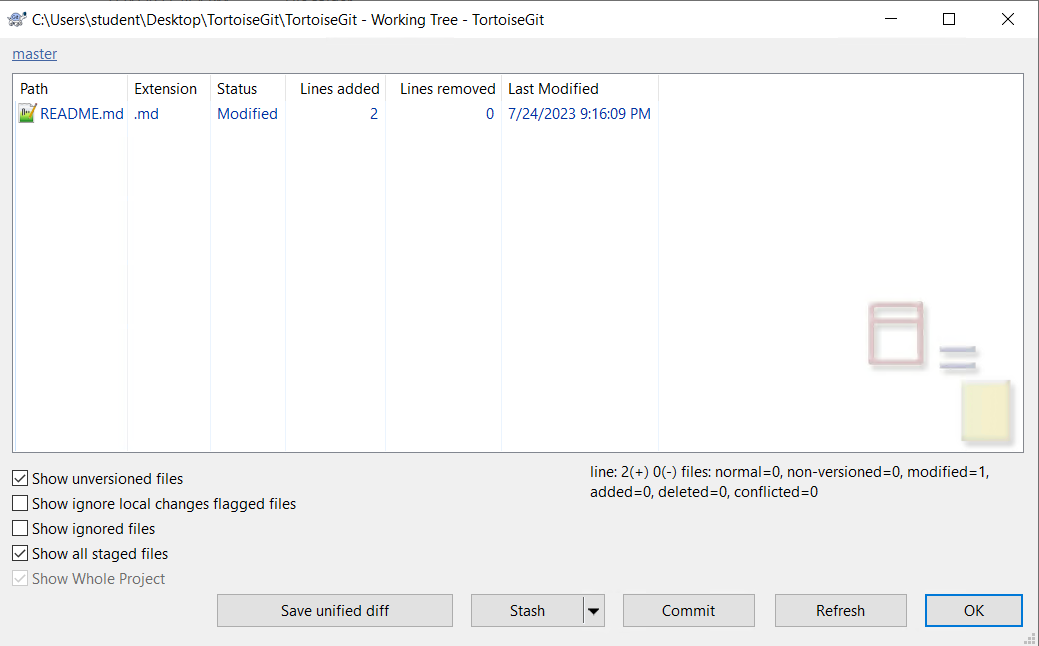 C:\Users\student\Desktop\TortoiseGit\TortoiseGit - Working Tree - TortoiseGit
master
Path Extension Status Lines added Lines removed Last Modified
README.md .md Modified 2 0 7/24/2023 9:16:09 PM
Show unversioned files
Show ignore local changes flagged files
Show ignored files
Show all staged files
Show Whole Project
line: 2(+) 0(-) files: normal=0, non-versioned=0, modified=1,
added=0, deleted=0, conflicted=0
Save unified diff Stash Commit Refresh OK